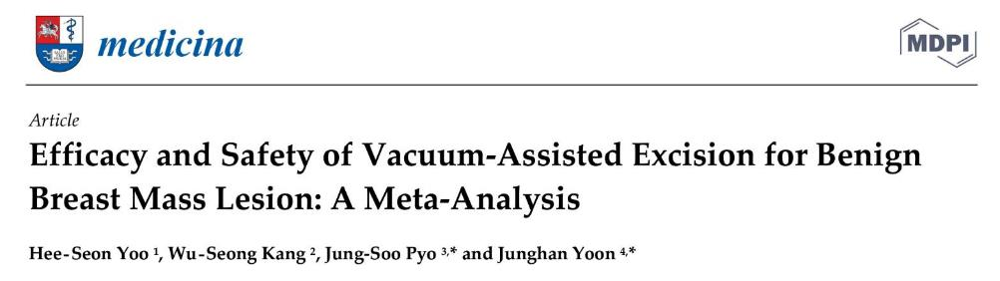 medicina
MDPI
Article
Efficacy and Safety of Vacuum-Assisted Excision for Benign
Breast Mass Lesion: A Meta-Analysis
Hee-Seon Yoo ¹, Wu-Seong Kang ², Jung-Soo Pyo ³,* and Junghan Yoon ⁴,*